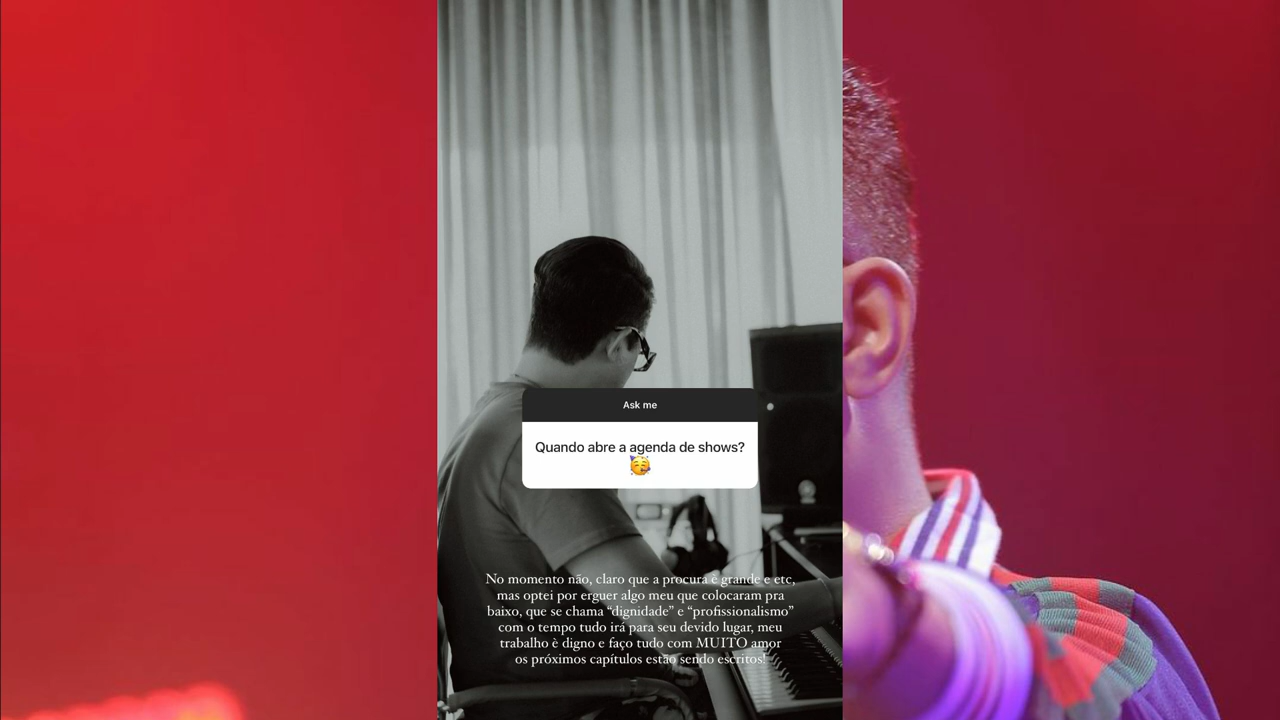 Ask me
Quando abre a agenda de shows?
🥳
No momento não, claro que a procura è grande e etc,
mas optei por erguer algo meu que colocaram pra
baixo, que se chama “dignidade” e “profissionalismo”
com o tempo tudo irá para seu devido lugar, meu
trabalho è digno e faço tudo com MUITO amor
os próximos capítulos estão sendo escritos!